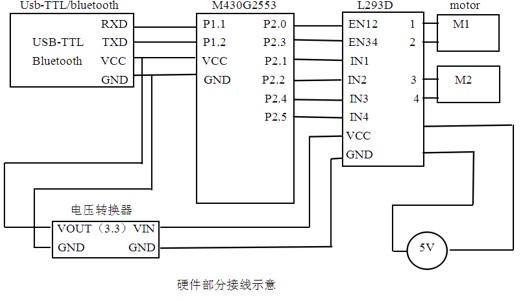 Usb-TTL/bluetooth M430G2553 L293D motor
RXD P1.1 P2.0 EN12 1 M1
USB-TTL TXD P1.2 P2.3 EN34 2
Bluetooth VCC VCC P2.1 IN1
GND GND P2.2 IN2 3 M2
P2.4 IN3 4
P2.5 IN4
VCC
GND
电压转换器
VOUT（3.3）VIN
GND GND
5V
硬件部分接线示意